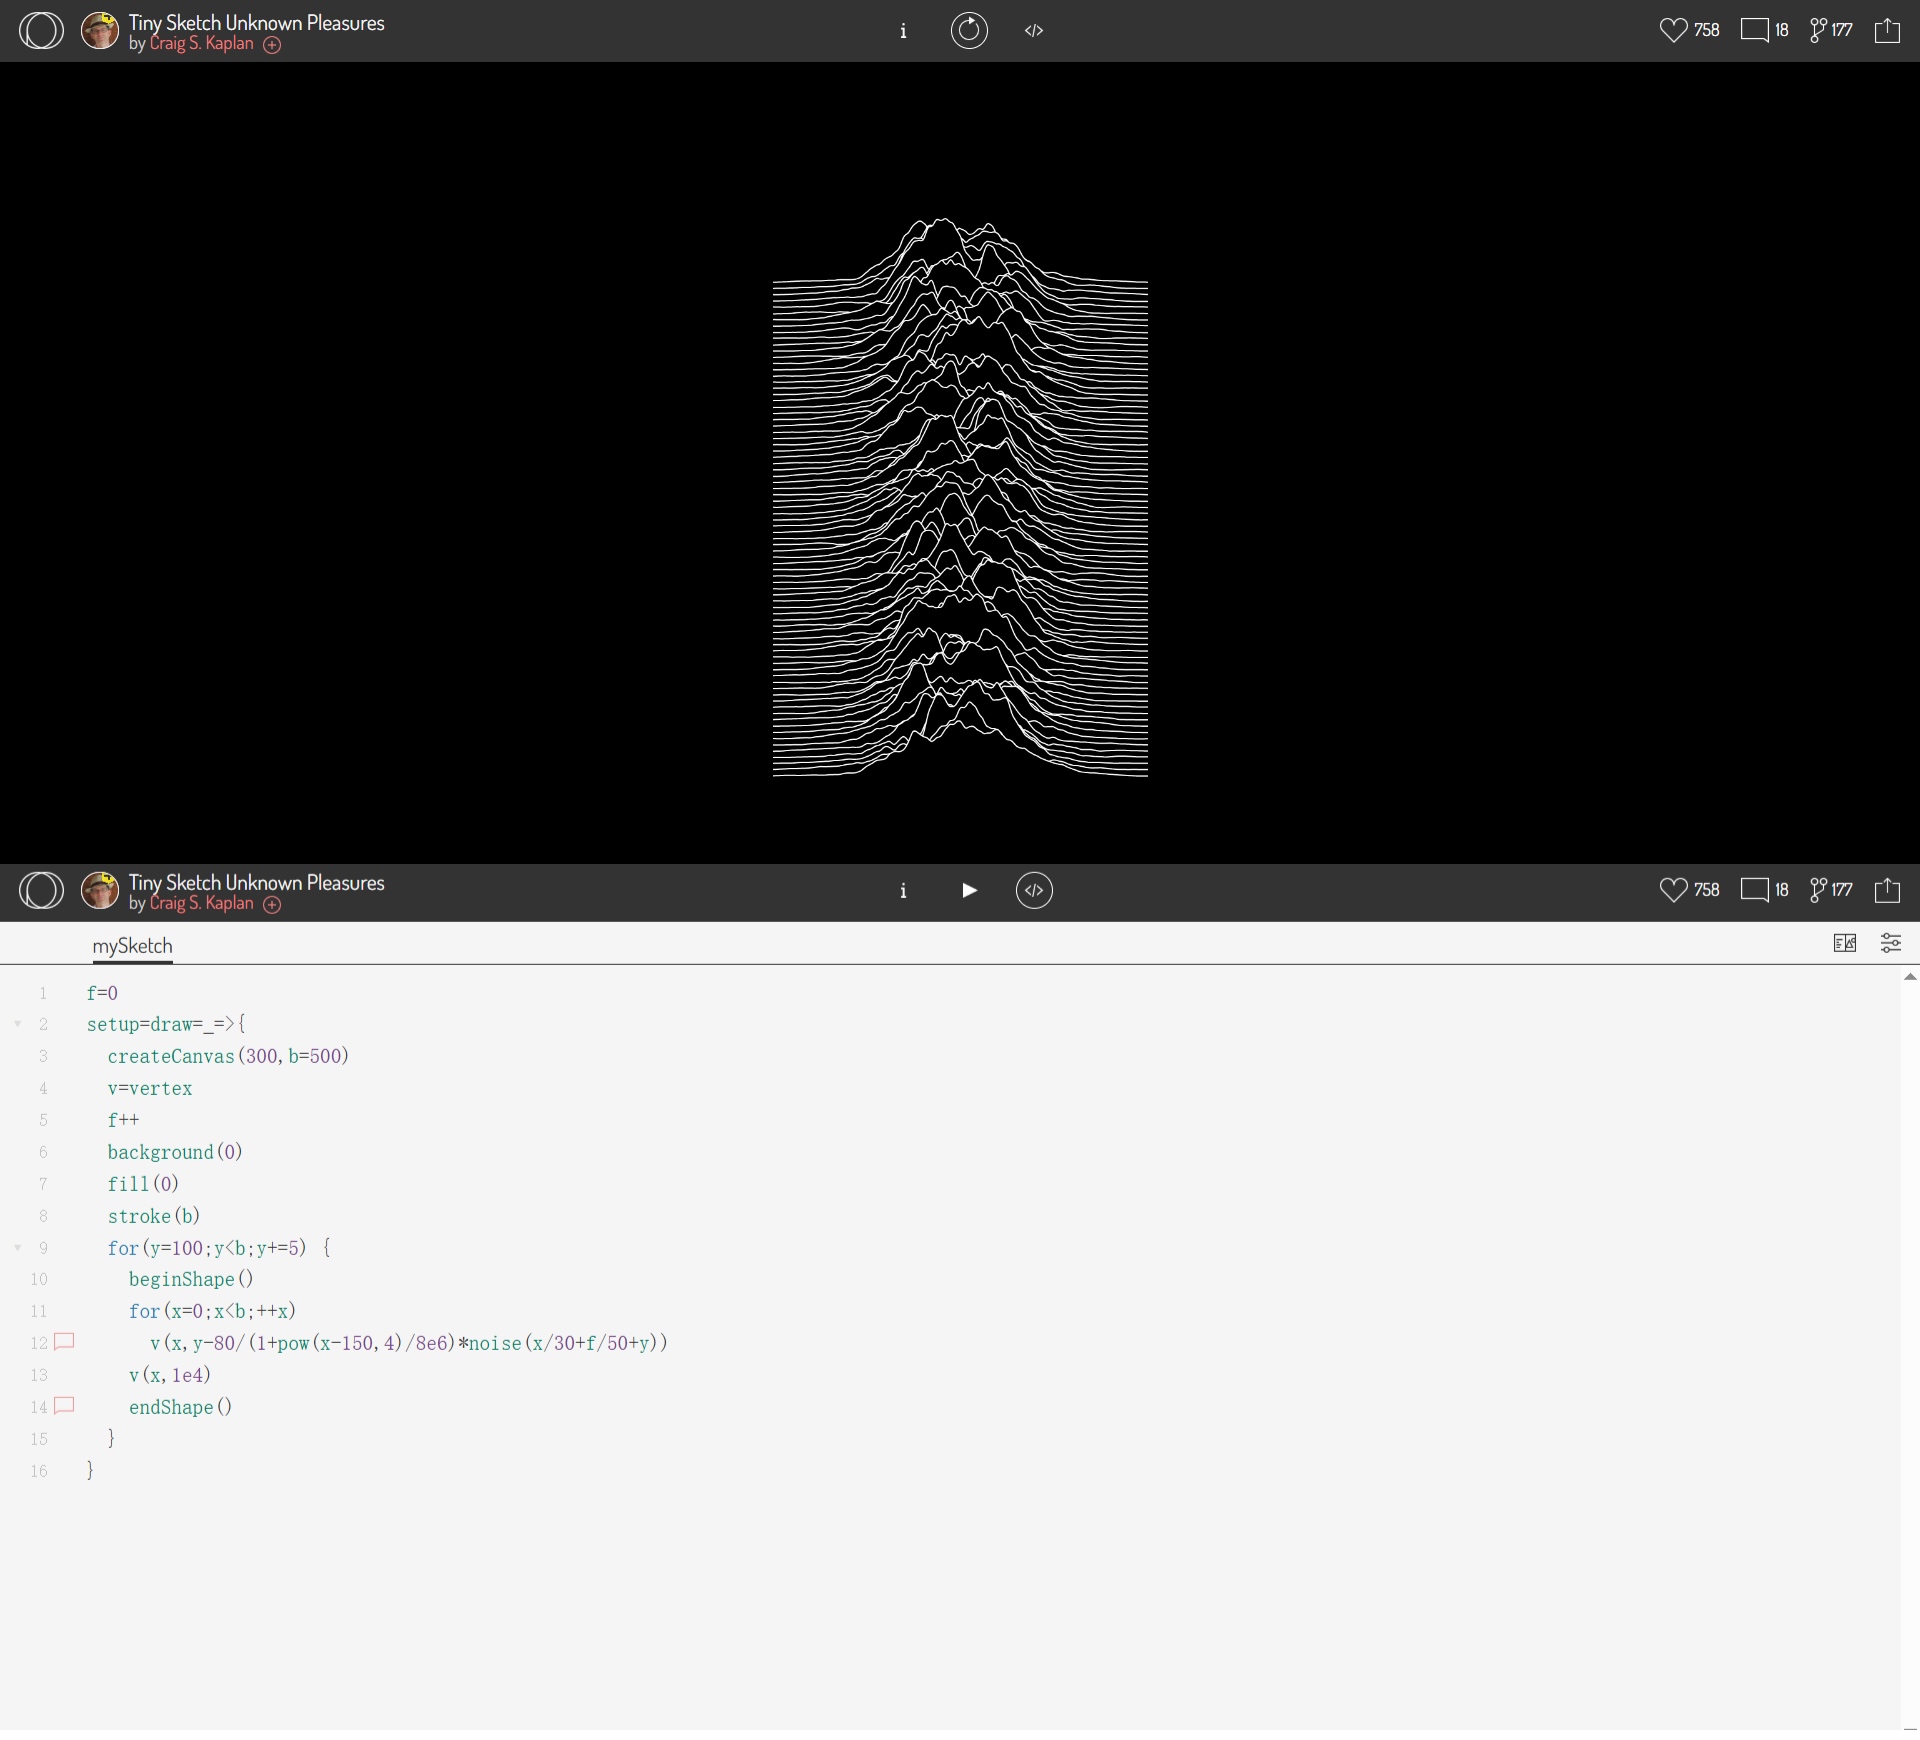 Tiny Sketch Unknown Pleasures
by Craig S. Kaplan
i
</>
758
18
177
Tiny Sketch Unknown Pleasures
by Craig S. Kaplan
i
</>
758
18
177
mySketch
1 f=0
2 setup=draw=_=>{
3 createCanvas(300,b=500)
4 v=vertex
5 f++
6 background(0)
7 fill(0)
8 stroke(b)
9 for(y=100;y<b;y+=5) {
10 beginShape()
11 for(x=0;x<b;++x)
12 v(x,y-80/(1+pow(x-150,4)/8e6)*noise(x/30+f/50+y))
13 v(x,1e4)
14 endShape()
15 }
16 }